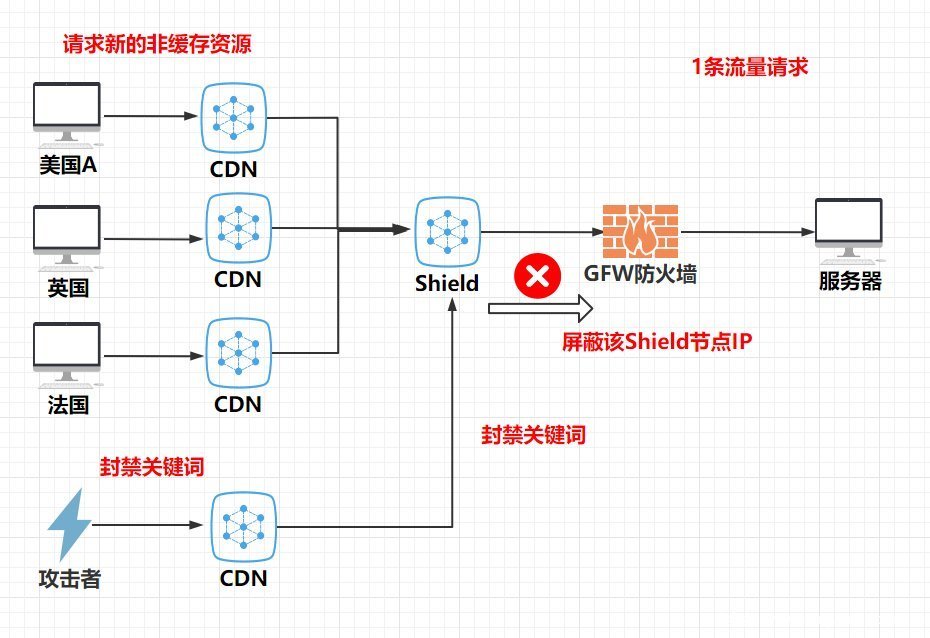 请求新的非缓存资源
1条流量请求
美国A
CDN
英国
CDN
Shield
GFW防火墙
服务器
屏蔽该Shield节点IP
法国
CDN
封禁关键词
封禁关键词
攻击者
CDN